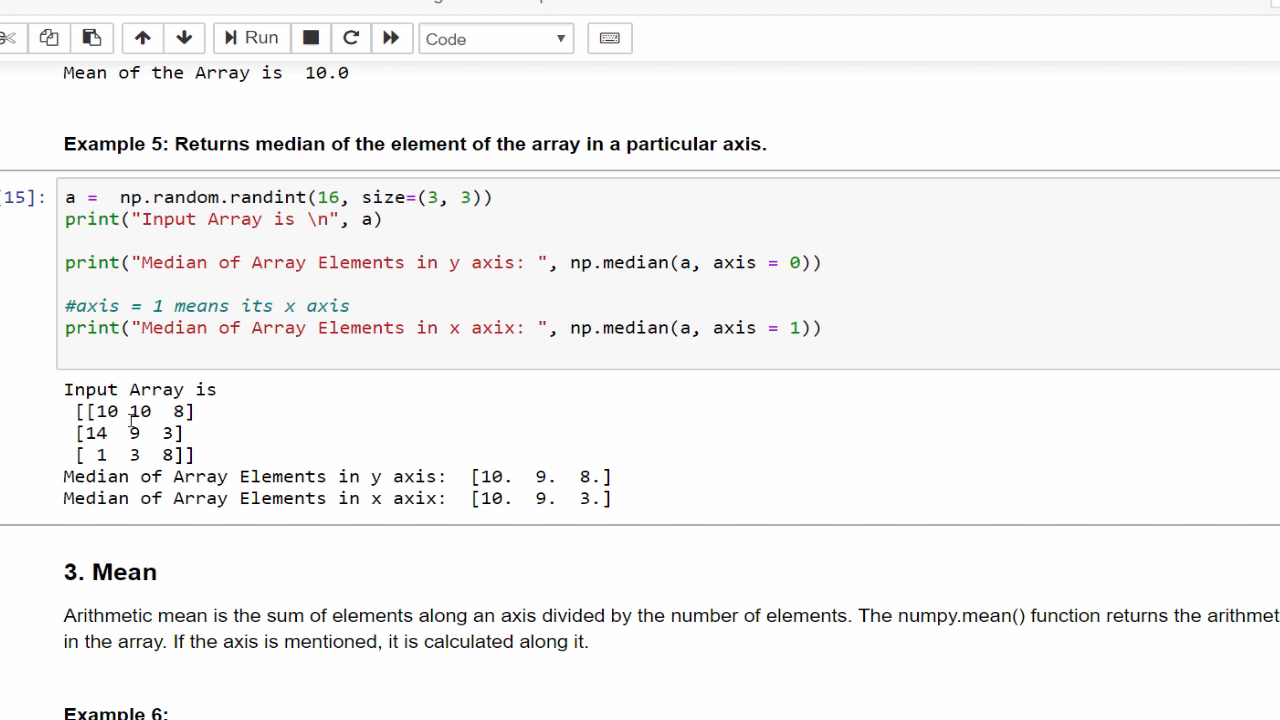 Run
Code
Mean of the Array is  10.0
Example 5: Returns median of the element of the array in a particular axis.
[15]:
a =  np.random.randint(16, size=(3, 3))
print("Input Array is \n", a)
print("Median of Array Elements in y axis: ", np.median(a, axis = 0))
#axis = 1 means its x axis
print("Median of Array Elements in x axix: ", np.median(a, axis = 1))
Input Array is
[[10 10  8]
[14  9  3]
[ 1  3  8]]
Median of Array Elements in y axis:  [10.  9.  8.]
Median of Array Elements in x axix:  [10.  9.  3.]
3. Mean
Arithmetic mean is the sum of elements along an axis divided by the number of elements. The numpy.mean() function returns the arithmet
in the array. If the axis is mentioned, it is calculated along it.
Example 6: